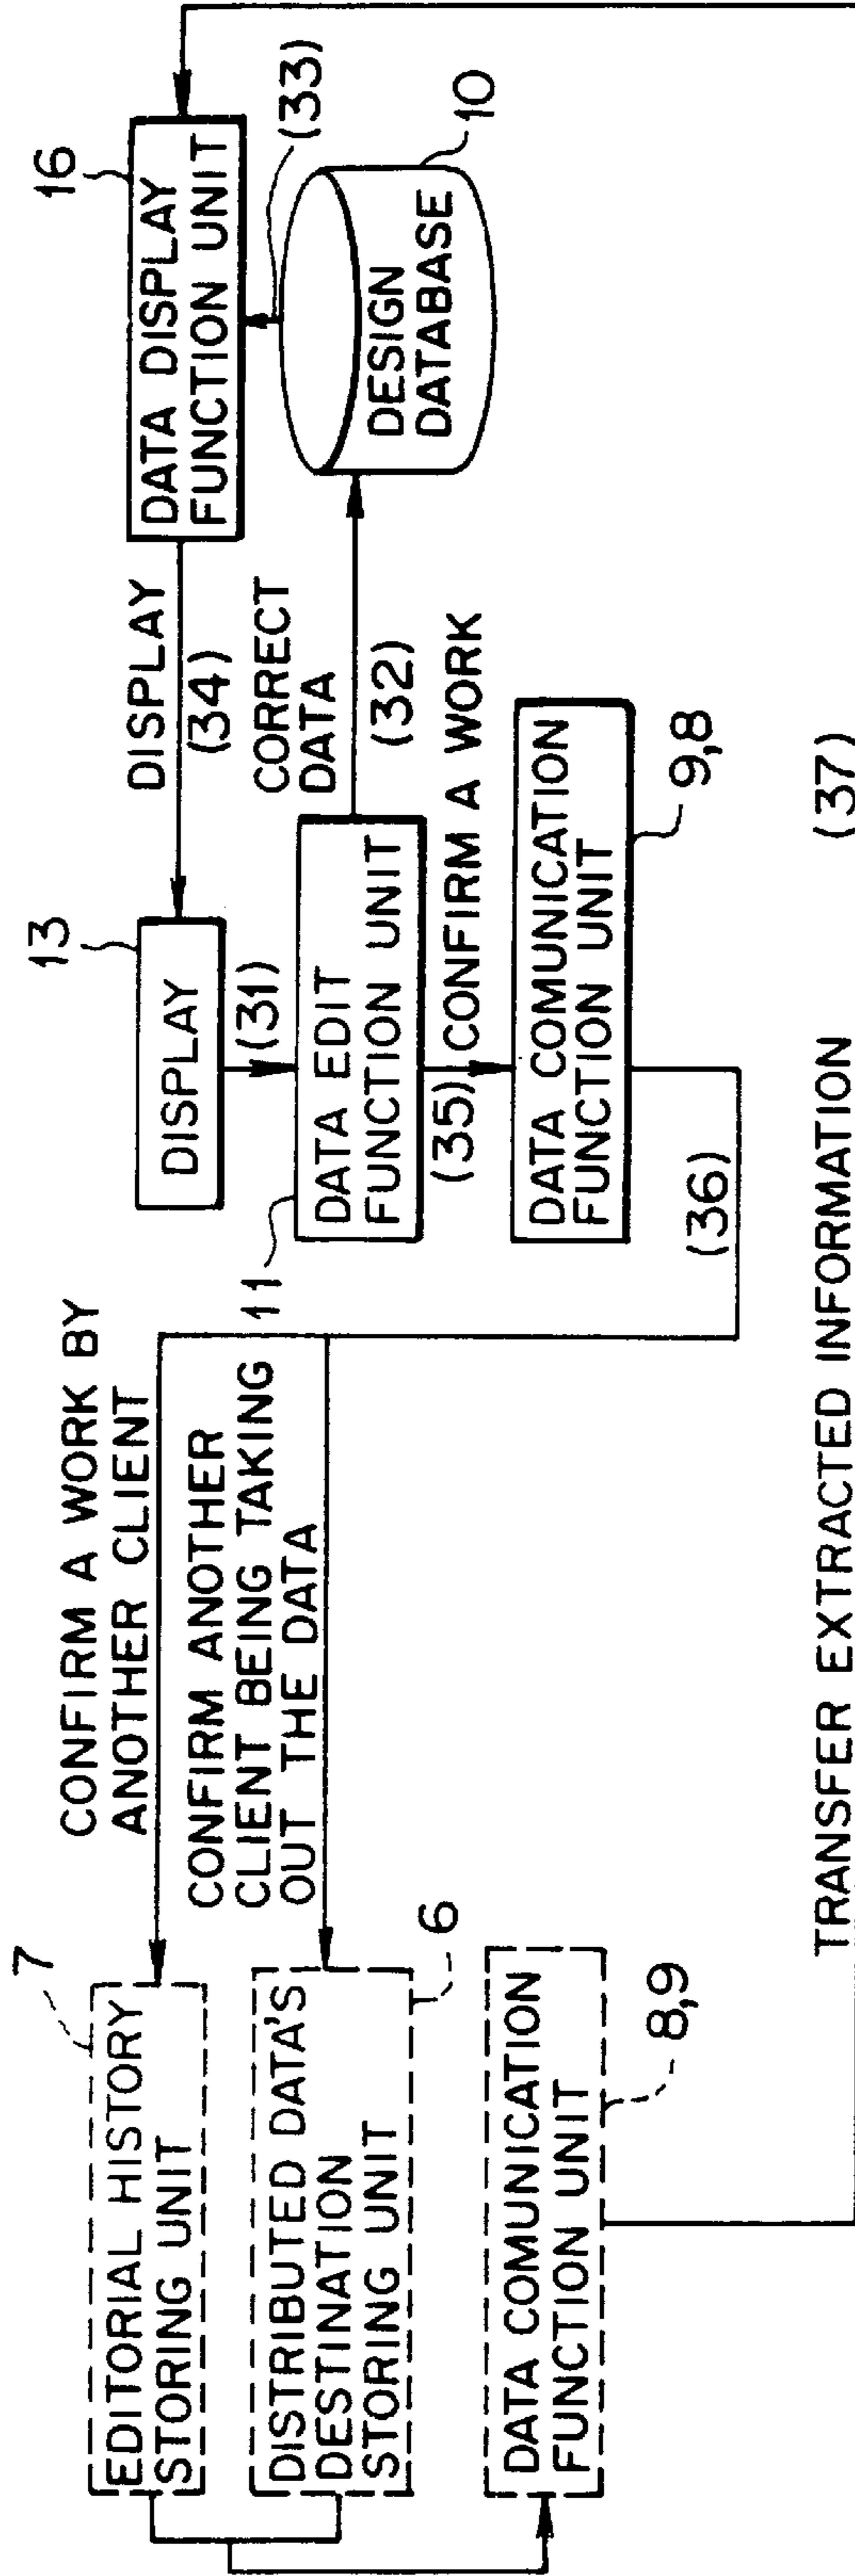 CONFIRM A WORK BY
ANOTHER CLIENT
7
EDITORIAL HISTORY
STORING UNIT
CONFIRM ANOTHER
CLIENT BEING TAKING
OUT THE DATA
DISTRIBUTED DATA'S
DESTINATION
STORING UNIT
6
DATA COMUNICATION
FUNCTION UNIT
8,9
13
DISPLAY
(31)
11
DATA EDIT
FUNCTION UNIT
(35)
CONFIRM A WORK
DATA COMUNICATION
FUNCTION UNIT
9,8
(36)
DISPLAY
(34)
CORRECT
DATA
(32)
16
DATA DISPLAY
FUNCTION UNIT
(33)
10
DESIGN
DATABASE
TRANSFER EXTRACTED INFORMATION
(37)